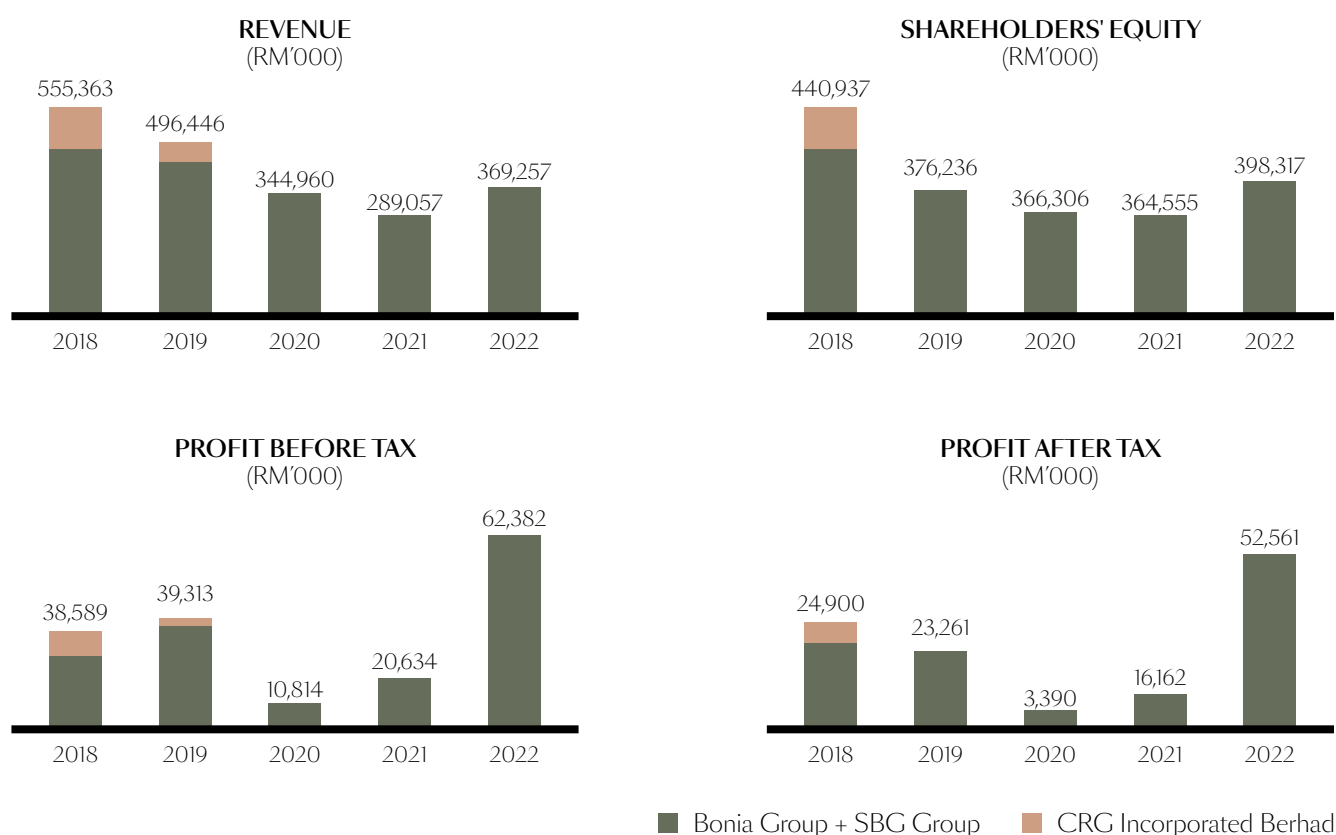 REVENUE
(RM'000)
555,363
496,446
344,960
289,057
369,257
2018 2019 2020 2021 2022
SHAREHOLDERS' EQUITY
(RM'000)
440,937
376,236
366,306
364,555
398,317
2018 2019 2020 2021 2022
PROFIT BEFORE TAX
(RM'000)
38,589
39,313
10,814
20,634
62,382
2018 2019 2020 2021 2022
PROFIT AFTER TAX
(RM'000)
24,900
23,261
3,390
16,162
52,561
2018 2019 2020 2021 2022
Bonia Group + SBG Group CRG Incorporated Berhad